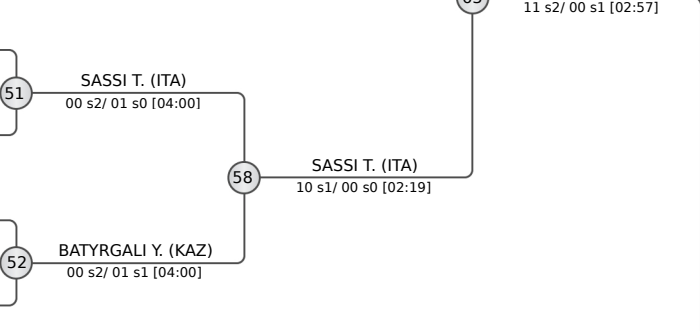 11 s2/ 00 s1 [02:57]
51
SASSI T. (ITA)
00 s2/ 01 s0 [04:00]
58
SASSI T. (ITA)
10 s1/ 00 s0 [02:19]
52
BATYRGALI Y. (KAZ)
00 s2/ 01 s1 [04:00]